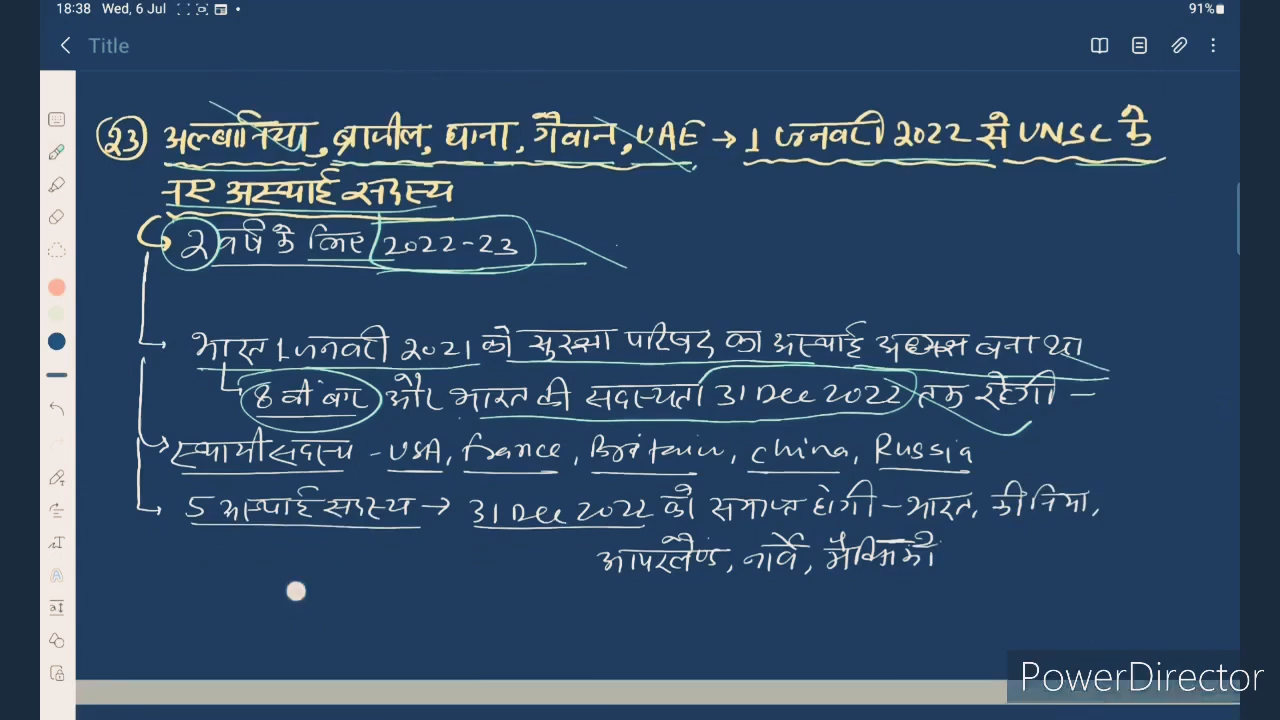 18:38 Wed, 6 Jul
91%
Title
(23) अल्बानिया, ब्राजील, घाना, गैबान, UAE → 1 जनवरी 2022 से UNSC के
नए अस्थाई सदस्य
2 वर्ष के लिए 2022-23
भारत 1 जनवरी 2021 को सुरक्षा परिषद का अस्थाई अध्यक्ष बना था
8 वीं बार और भारत की सदस्यता 31 Dec 2022 तक रहेगी -
स्थायी सदस्य - USA, france, Britain, china, Russia
5 अस्थाई सदस्य → 31 Dec 2022 को समाप्त होगी - भारत, कीनिया,
आयरलैण्ड, नार्वे, मैक्सिको
PowerDirector